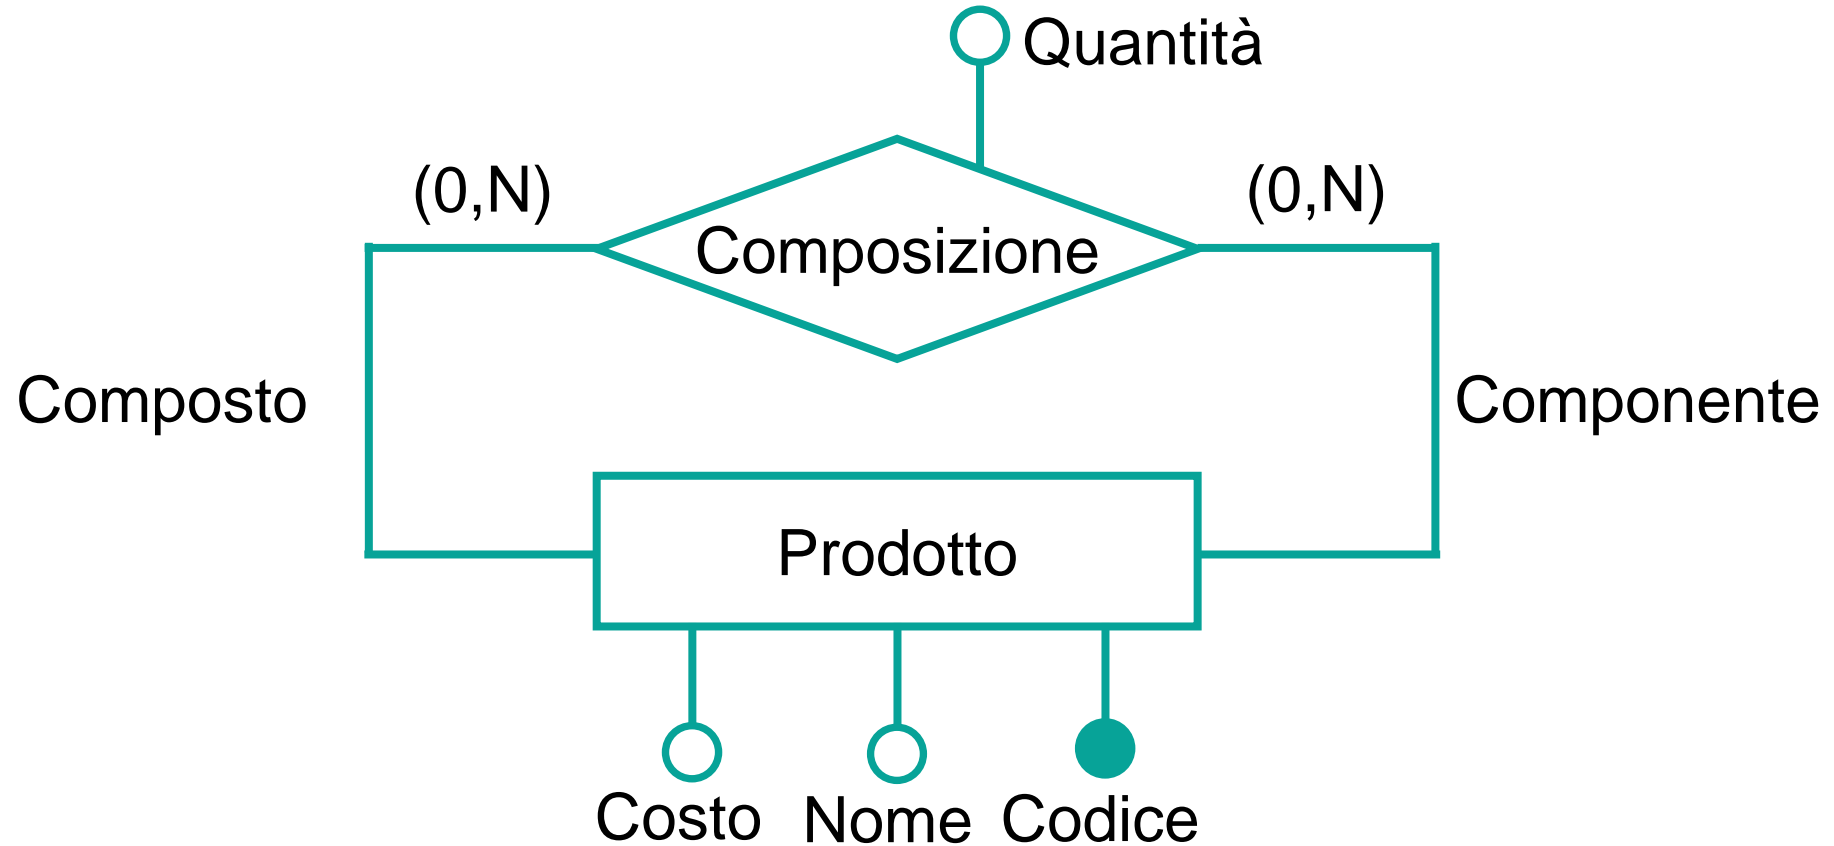 Quantità
(0,N)
(0,N)
Composizione
Composto
Componente
Prodotto
Costo
Nome
Codice